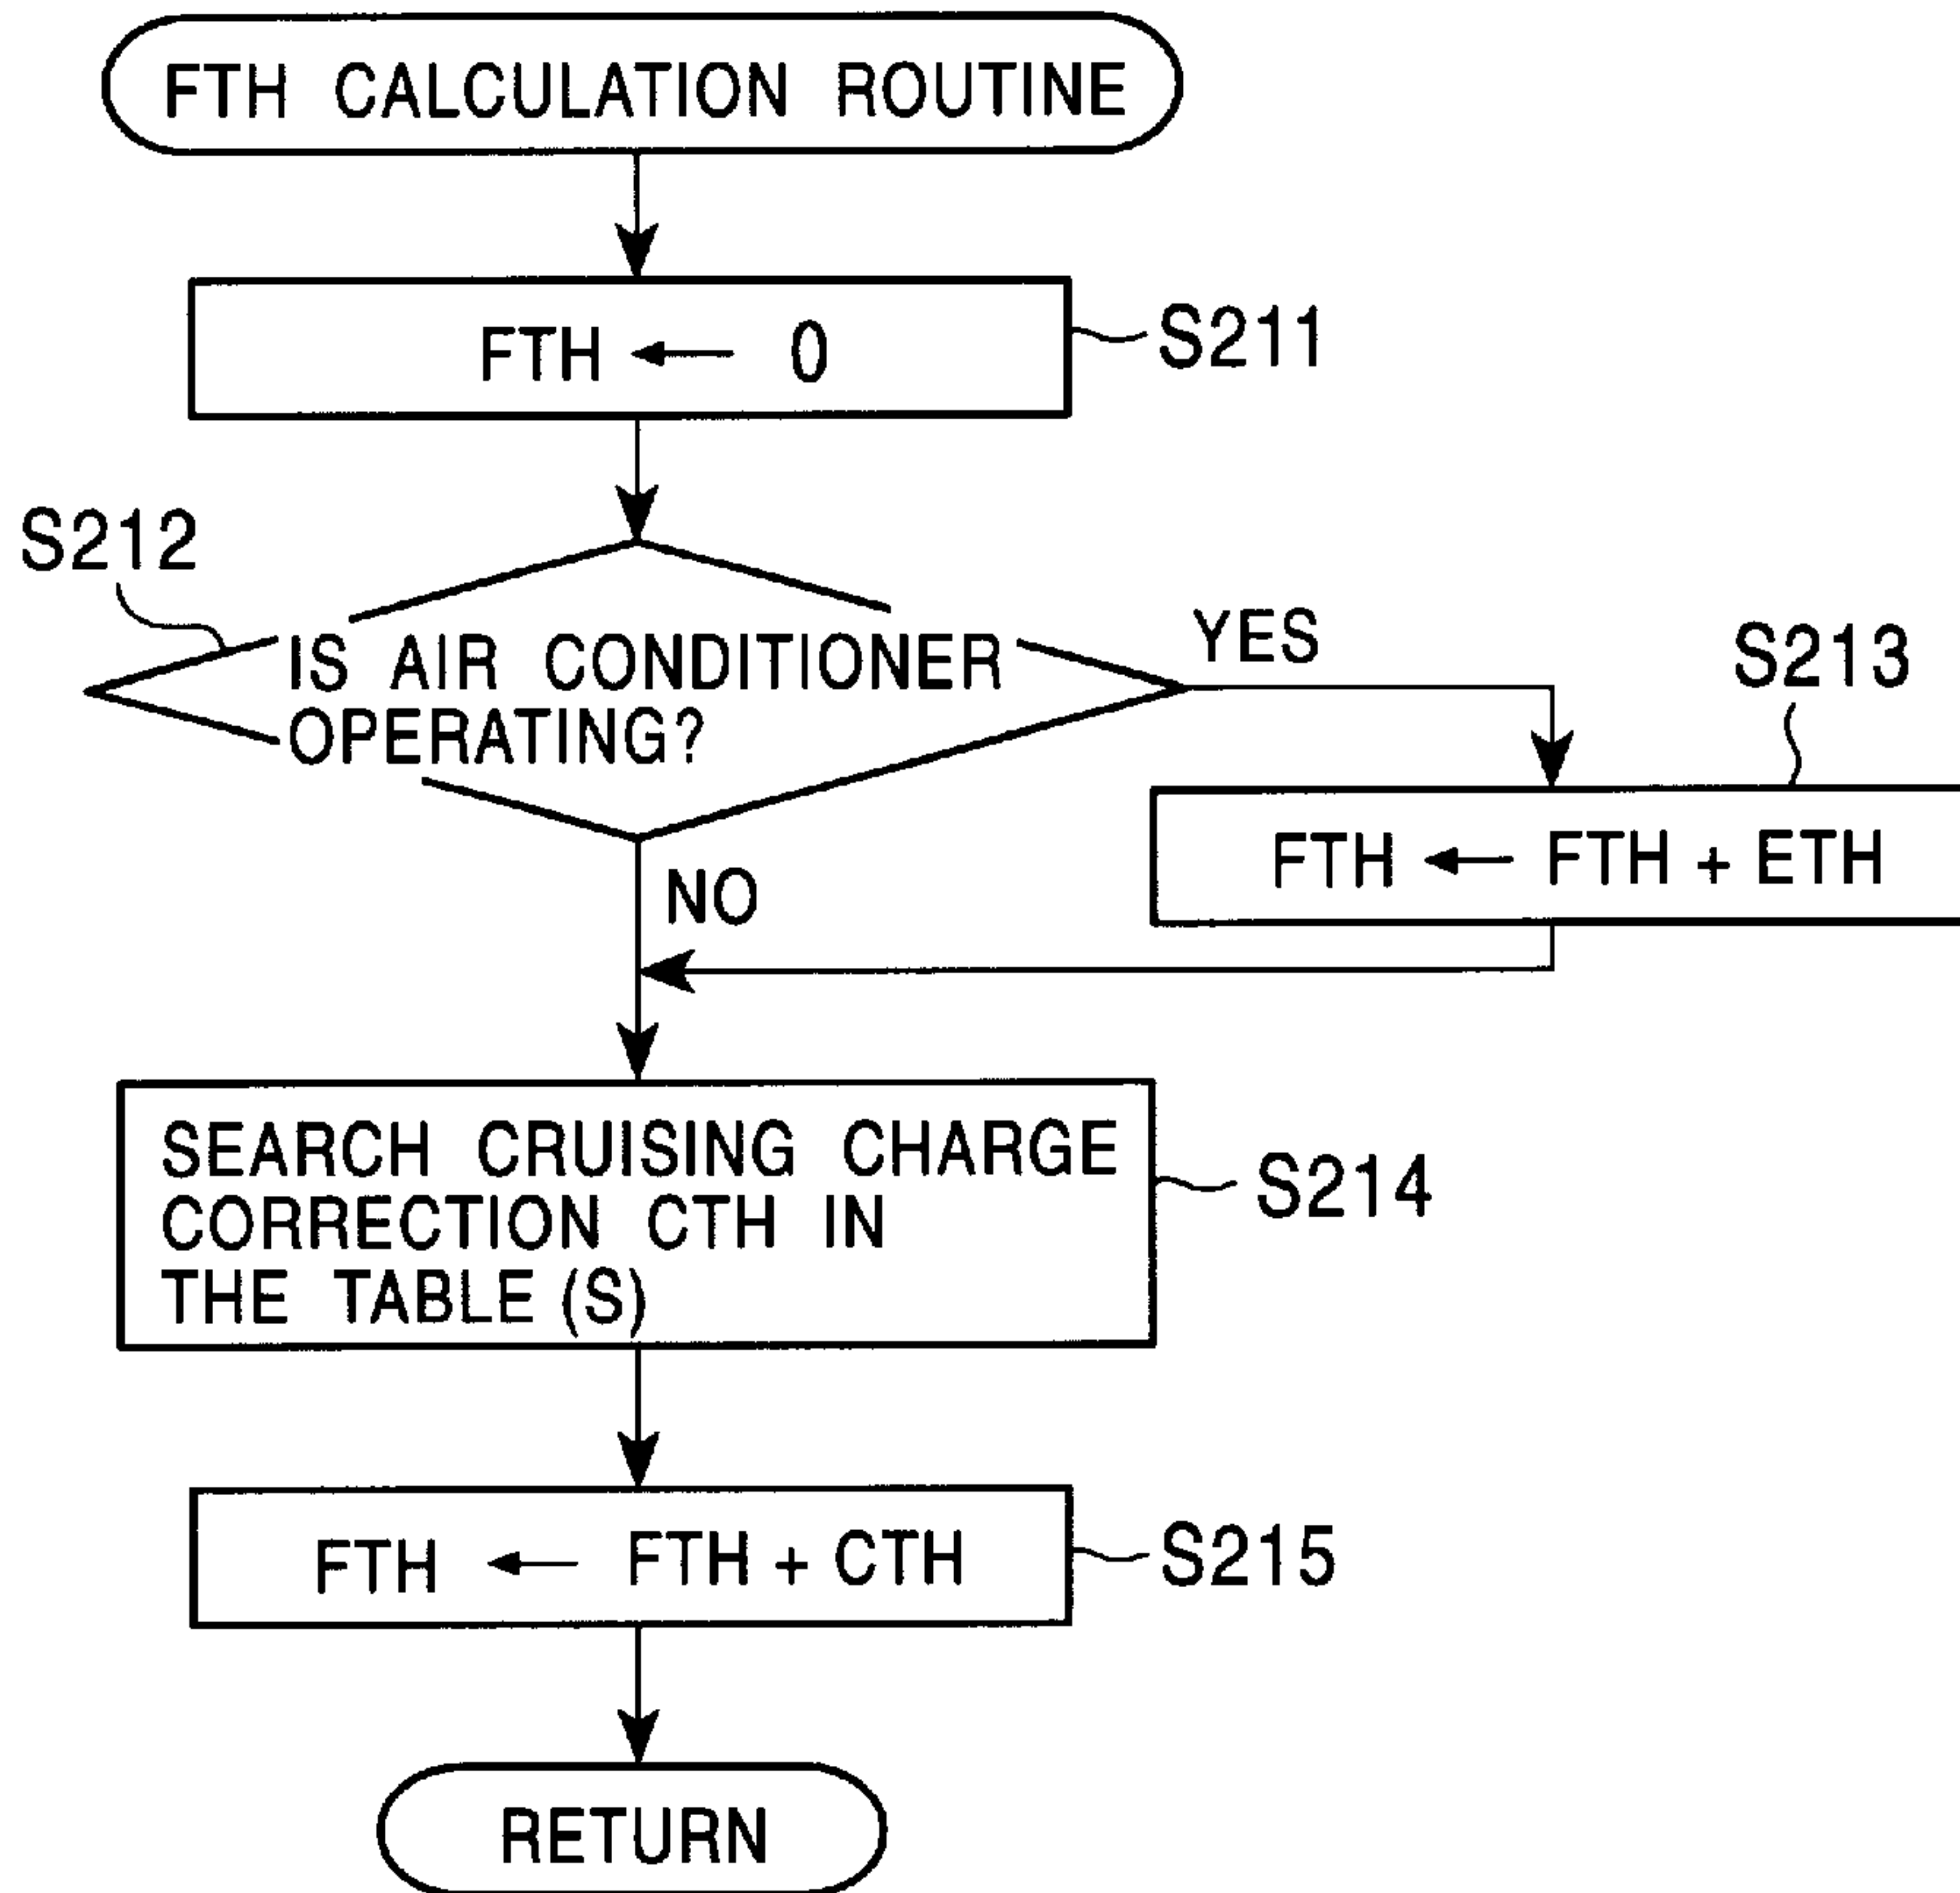 FTH CALCULATION ROUTINE
FTH ← 0
S211
S212
IS AIR CONDITIONER
OPERATING?
YES
S213
FTH ← FTH + ETH
NO
SEARCH CRUISING CHARGE
CORRECTION CTH IN
THE TABLE (S)
S214
FTH ← FTH + CTH
S215
RETURN